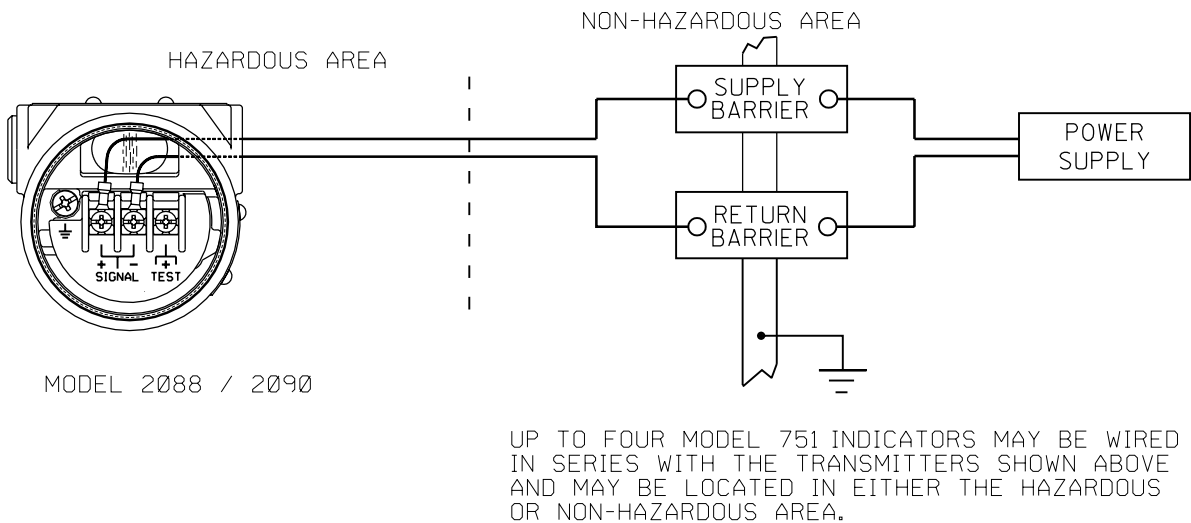 NON-HAZARDOUS AREA
HAZARDOUS AREA
SUPPLY
BARRIER
POWER
SUPPLY
RETURN
BARRIER
+ -
+
SIGNAL TEST
MODEL 2088 / 2090
UP TO FOUR MODEL 751 INDICATORS MAY BE WIRED
IN SERIES WITH THE TRANSMITTERS SHOWN ABOVE
AND MAY BE LOCATED IN EITHER THE HAZARDOUS
OR NON-HAZARDOUS AREA.